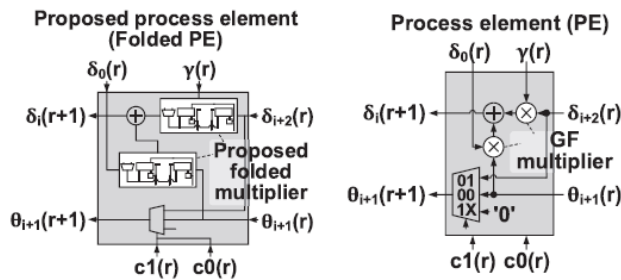 Proposed process element
(Folded PE)
δ₀(r) γ(r)
δᵢ(r+1) δᵢ₊₂(r)
Proposed
folded
multiplier
θᵢ₊₁(r+1) θᵢ₊₁(r)
c1(r) c0(r)
Process element (PE)
δ₀(r) γ(r)
δᵢ(r+1) δᵢ₊₂(r)
GF
multiplier
01
θᵢ₊₁(r+1) 00 θᵢ₊₁(r)
1X '0'
c1(r) c0(r)